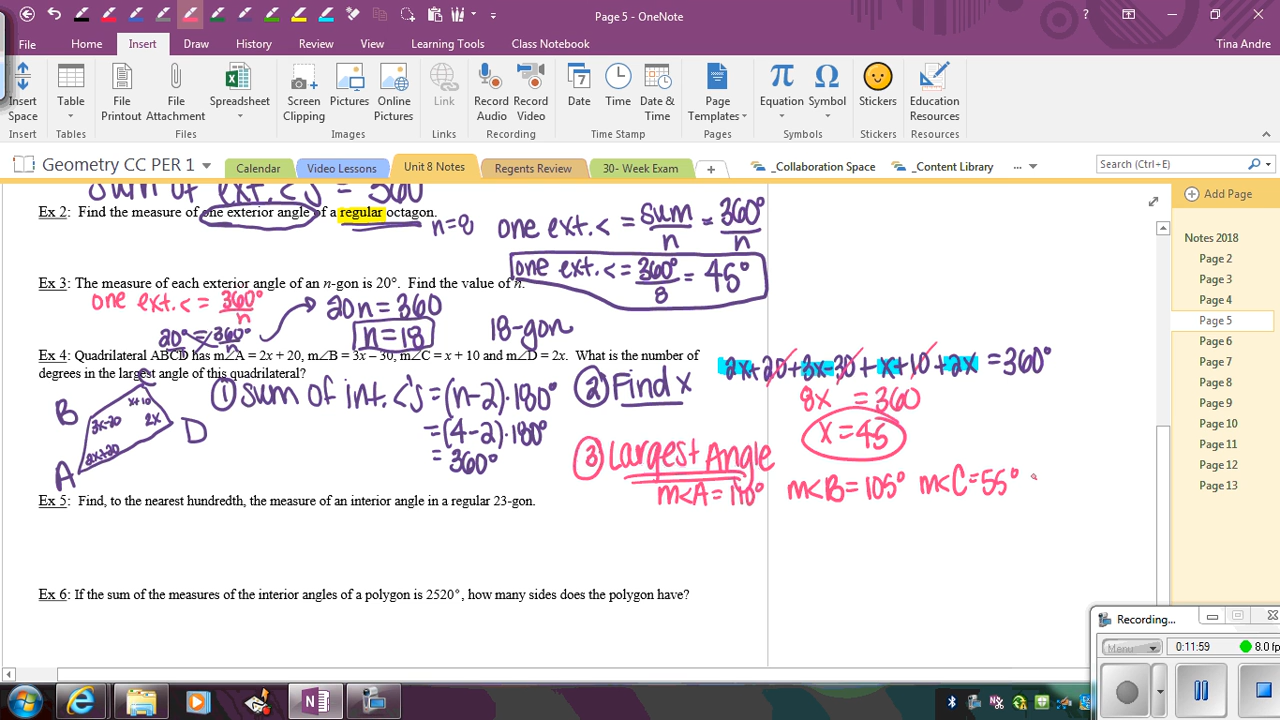 Page 5 - OneNote
Tina Andre
File Home Insert Draw History Review View Learning Tools Class Notebook
Insert Space Table File Printout File Attachment Spreadsheet Screen Clipping Pictures Online Pictures Link Record Audio Record Video Date Time Date & Time Page Templates Equation Symbol Stickers Education Resources
Insert Tables Files Images Links Recording Time Stamp Pages Symbols Stickers Resources
Geometry CC PER 1 Calendar Video Lessons Unit 8 Notes Regents Review 30- Week Exam _Collaboration Space _Content Library ... Search (Ctrl+E)
Add Page
Notes 2018
Page 2
Page 3
Page 4
Page 5
Page 6
Page 7
Page 8
Page 9
Page 10
Page 11
Page 12
Page 13
Sum of ext. <'s = 360
Ex 2: Find the measure of one exterior angle of a regular octagon.
n=8
one ext. < = sum/n = 360°/n
one ext. < = 360°/8 = 45°
Ex 3: The measure of each exterior angle of an n-gon is 20°. Find the value of n.
one ext. < = 360°/n
20° = 360°/n
20n = 360
n = 18
18-gon
Ex 4: Quadrilateral ABCD has m∠A = 2x + 20, m∠B = 3x – 30, m∠C = x + 10 and m∠D = 2x. What is the number of
degrees in the largest angle of this quadrilateral?
B
x+10
3x-30
2x
D
2x+20
A
① Sum of int. <'s = (n-2)·180°
= (4-2)·180°
= 360°
② Find x
2x+20+3x-30+x+10+2x = 360°
8x = 360
x = 45
③ Largest Angle
m<A = 110° m<B = 105° m<C = 55°
Ex 5: Find, to the nearest hundredth, the measure of an interior angle in a regular 23-gon.
Ex 6: If the sum of the measures of the interior angles of a polygon is 2520°, how many sides does the polygon have?
Recording...
Menu 0:11:59 8.0 fp